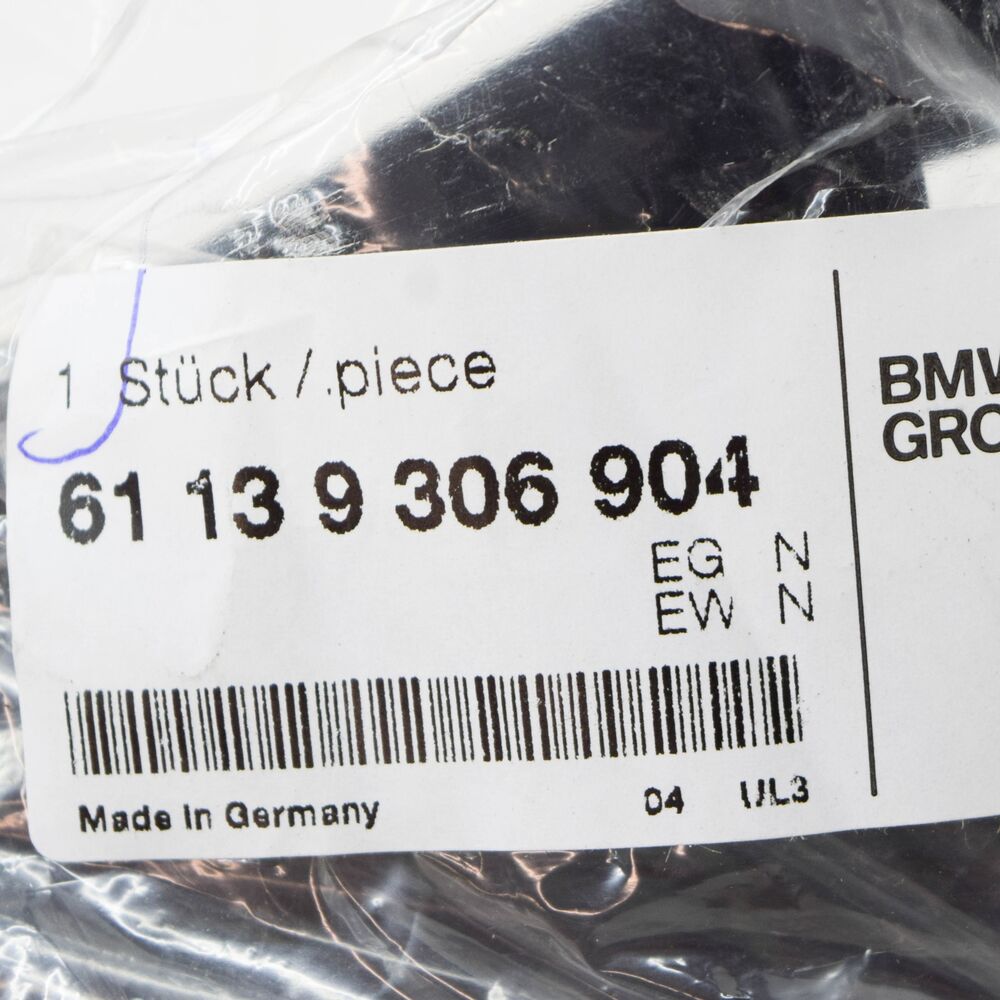 1 Stück / piece
61 13 9 306 904
EG N
EW N
Made In Germany 04 UL3
BMW
GRO